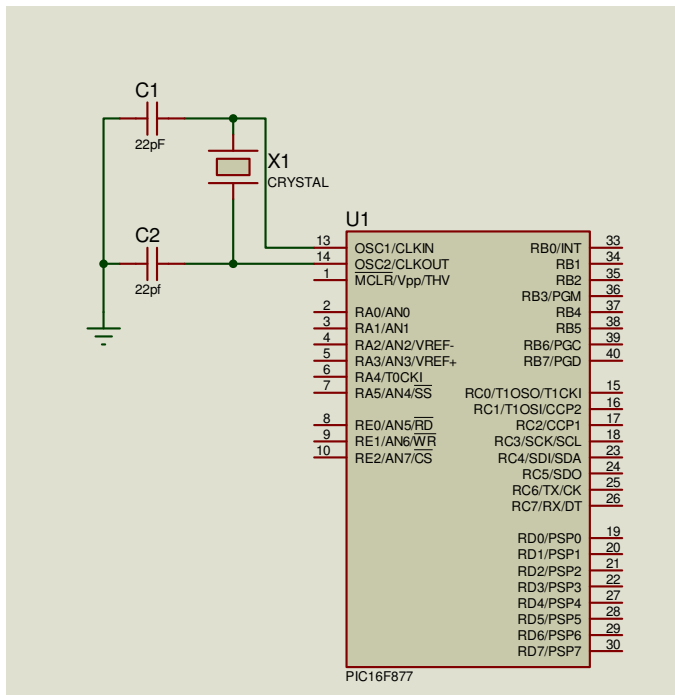 C1
22pF
X1
CRYSTAL
C2
22pf
U1
13 OSC1/CLKIN RB0/INT 33
14 OSC2/CLKOUT RB1 34
1 MCLR/Vpp/THV RB2 35
RB3/PGM 36
2 RA0/AN0 RB4 37
3 RA1/AN1 RB5 38
4 RA2/AN2/VREF- RB6/PGC 39
5 RA3/AN3/VREF+ RB7/PGD 40
6 RA4/T0CKI
7 RA5/AN4/SS RC0/T1OSO/T1CKI 15
RC1/T1OSI/CCP2 16
8 RE0/AN5/RD RC2/CCP1 17
9 RE1/AN6/WR RC3/SCK/SCL 18
10 RE2/AN7/CS RC4/SDI/SDA 23
RC5/SDO 24
RC6/TX/CK 25
RC7/RX/DT 26
RD0/PSP0 19
RD1/PSP1 20
RD2/PSP2 21
RD3/PSP3 22
RD4/PSP4 27
RD5/PSP5 28
RD6/PSP6 29
RD7/PSP7 30
PIC16F877